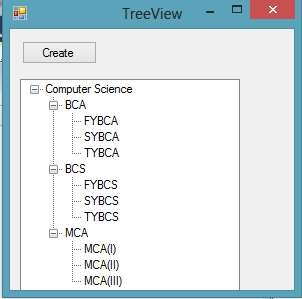 TreeView
Create
Computer Science
BCA
FYBCA
SYBCA
TYBCA
BCS
FYBCS
SYBCS
TYBCS
MCA
MCA(I)
MCA(II)
MCA(III)